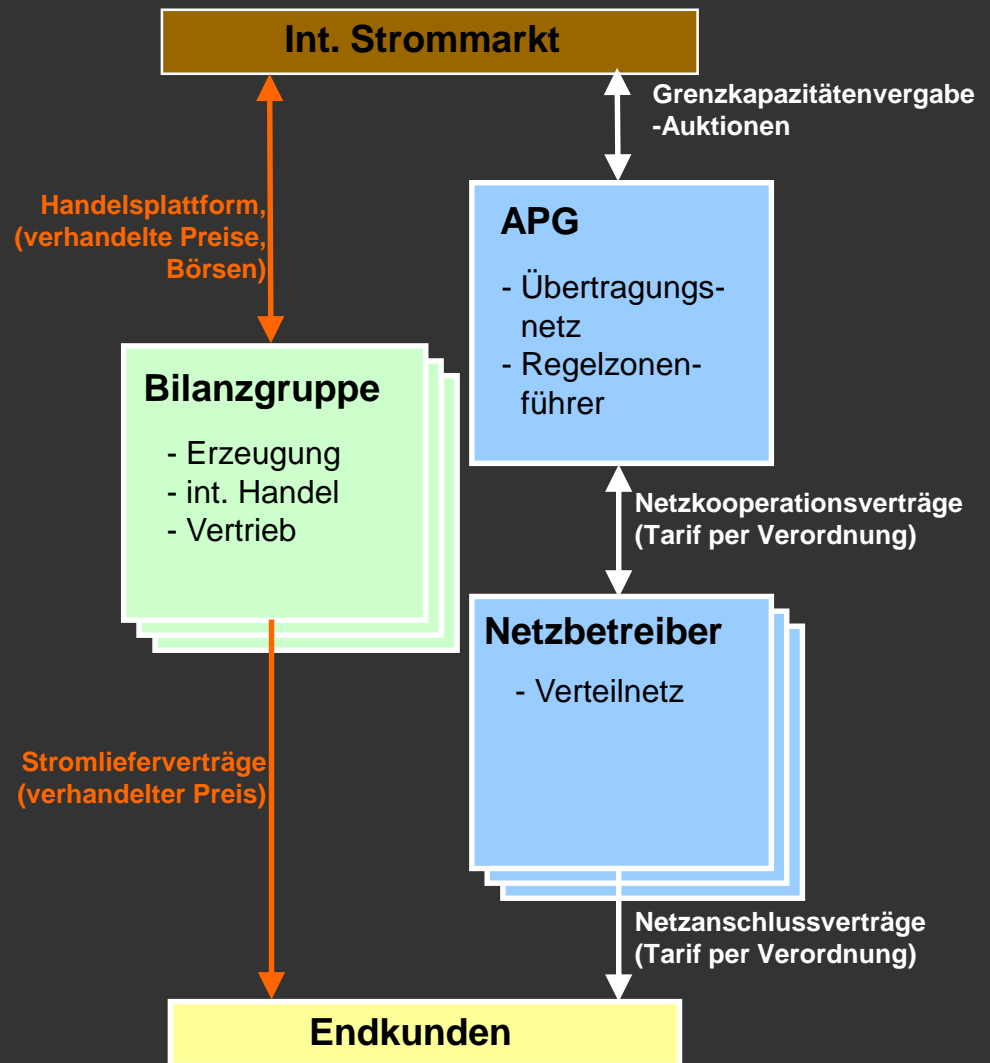 Int. Strommarkt
Grenzkapazitätenvergabe
-Auktionen
Handelsplattform,
(verhandelte Preise,
Börsen)
APG
- Übertragungs-
netz
- Regelzonen-
führer
Bilanzgruppe
- Erzeugung
- int. Handel
- Vertrieb
Netzkooperationsverträge
(Tarif per Verordnung)
Netzbetreiber
- Verteilnetz
Stromlieferverträge
(verhandelter Preis)
Netzanschlussverträge
(Tarif per Verordnung)
Endkunden